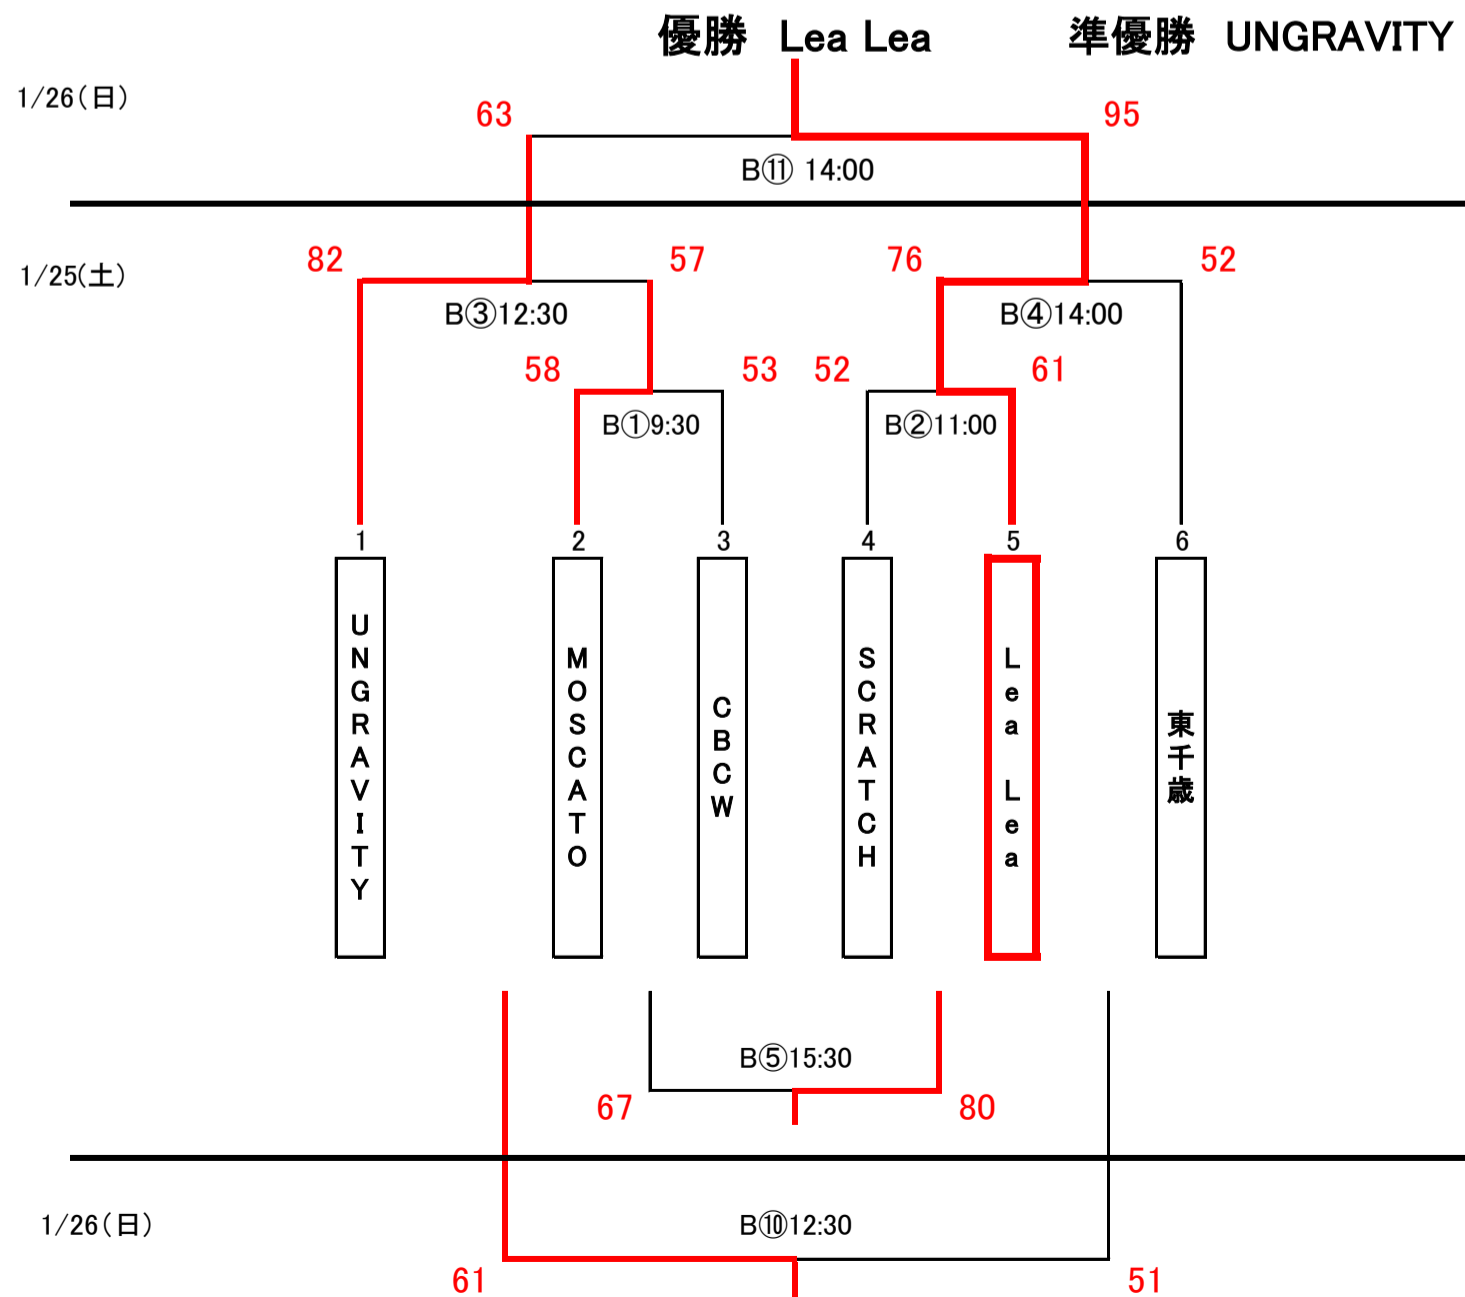 優勝 Lea Lea 準優勝 UNGRAVITY
1/26(日)
63 95
B⑪ 14:00
82 57 76 52
1/25(土)
B③12:30 B④14:00
58 53 52 61
B①9:30 B②11:00
1 2 3 4 5 6
UNGRAVITY
MOSCATO
CBCW
SCRATCH
Lea Lea
東千歳
B⑤15:30
67 80
1/26(日)
B⑩12:30
61 51